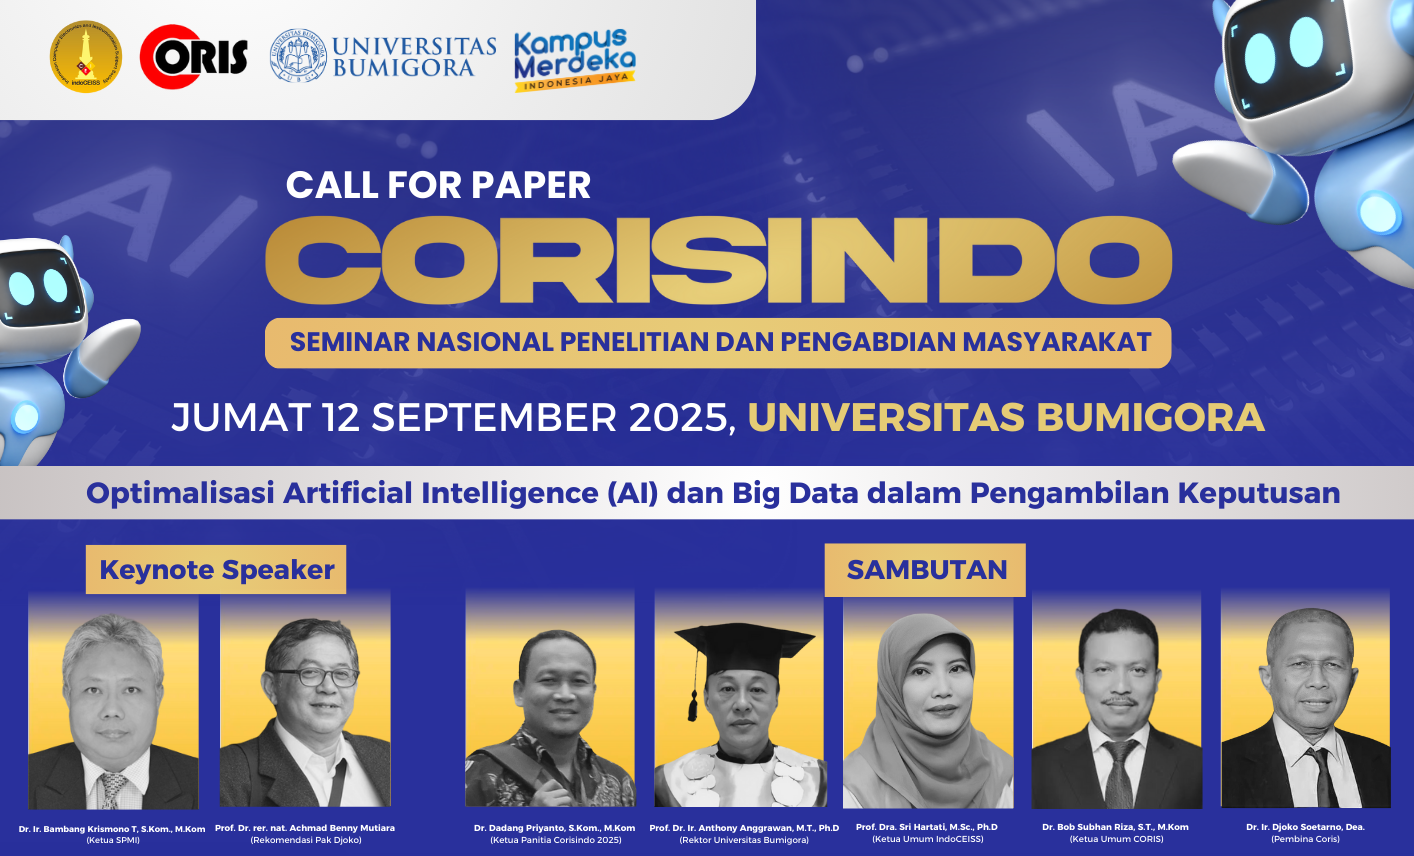 indoCEISS
CORIS
UNIVERSITAS
BUMIGORA
Kampus
Merdeka
INDONESIA JAYA
AI
IA
CALL FOR PAPER
CORISINDO
SEMINAR NASIONAL PENELITIAN DAN PENGABDIAN MASYARAKAT
JUMAT 12 SEPTEMBER 2025, UNIVERSITAS BUMIGORA
Optimalisasi Artificial Intelligence (AI) dan Big Data dalam Pengambilan Keputusan
Keynote Speaker
SAMBUTAN
Dr. Ir. Bambang Krismono T, S.Kom., M.Kom
(Ketua SPMI)
Prof. Dr. rer. nat. Achmad Benny Mutiara
(Rekomendasi Pak Djoko)
Dr. Dadang Priyanto, S.Kom., M.Kom
(Ketua Panitia Corisindo 2025)
Prof. Dr. Ir. Anthony Anggrawan, M.T., Ph.D
(Rektor Universitas Bumigora)
Prof. Dra. Sri Hartati, M.Sc., Ph.D
(Ketua Umum IndoCEISS)
Dr. Bob Subhan Riza, S.T., M.Kom
(Ketua Umum CORIS)
Dr. Ir. Djoko Soetarno, Dea.
(Pembina Coris)